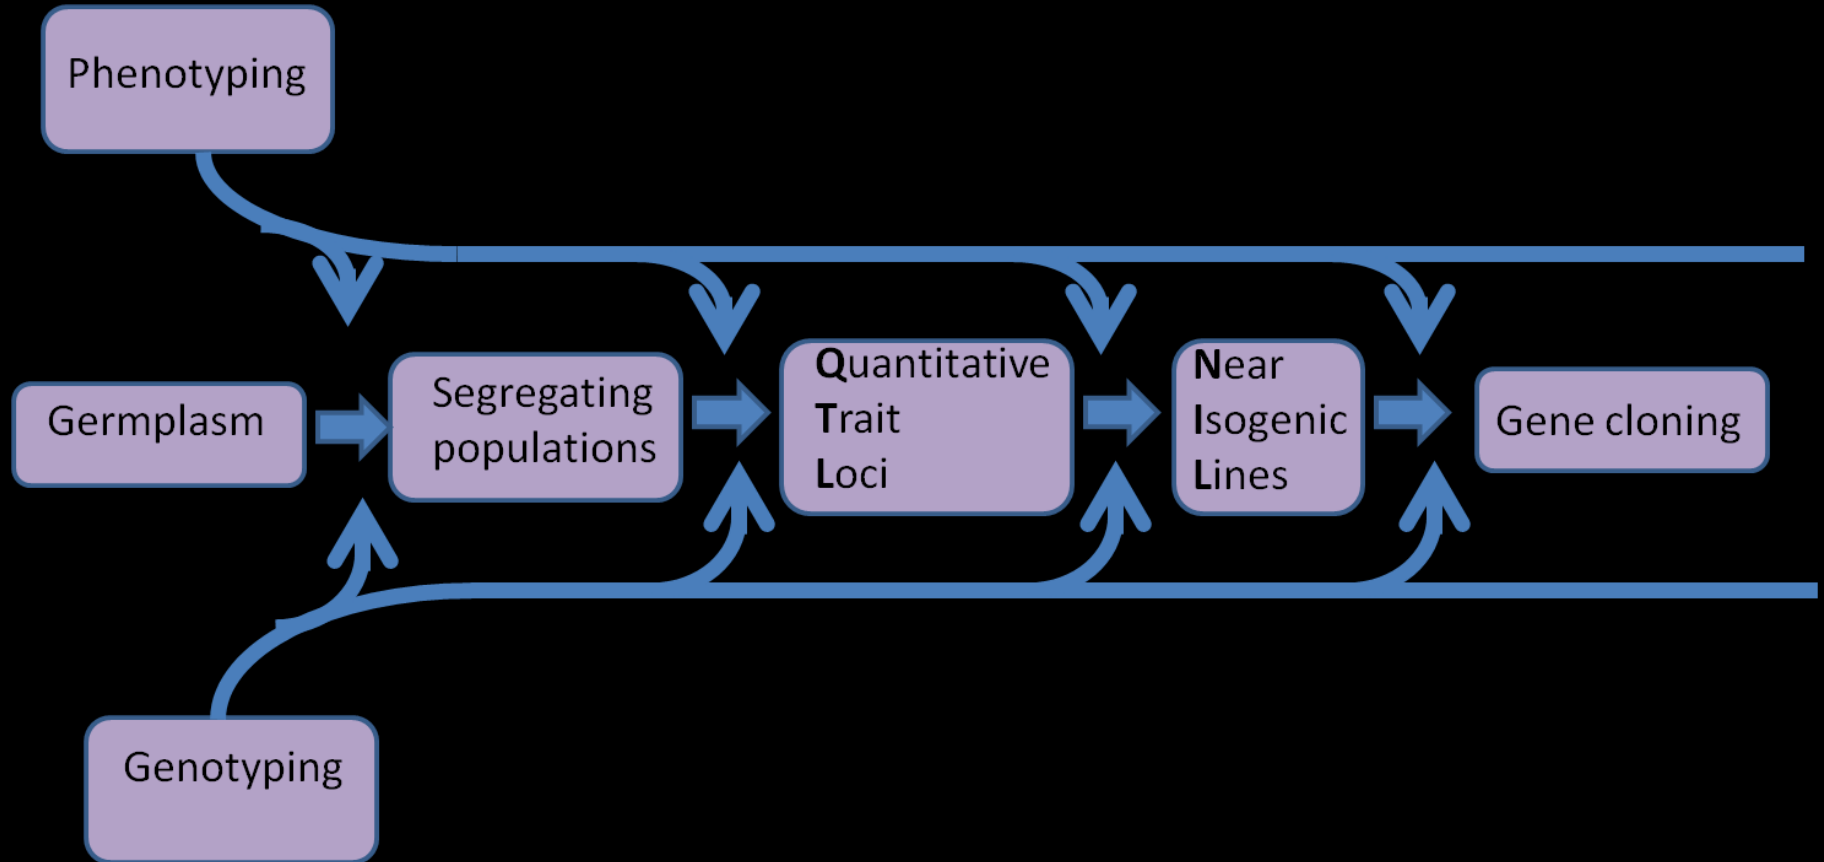 Phenotyping
Germplasm
Segregating
populations
Quantitative
Trait
Loci
Near
Isogenic
Lines
Gene cloning
Genotyping